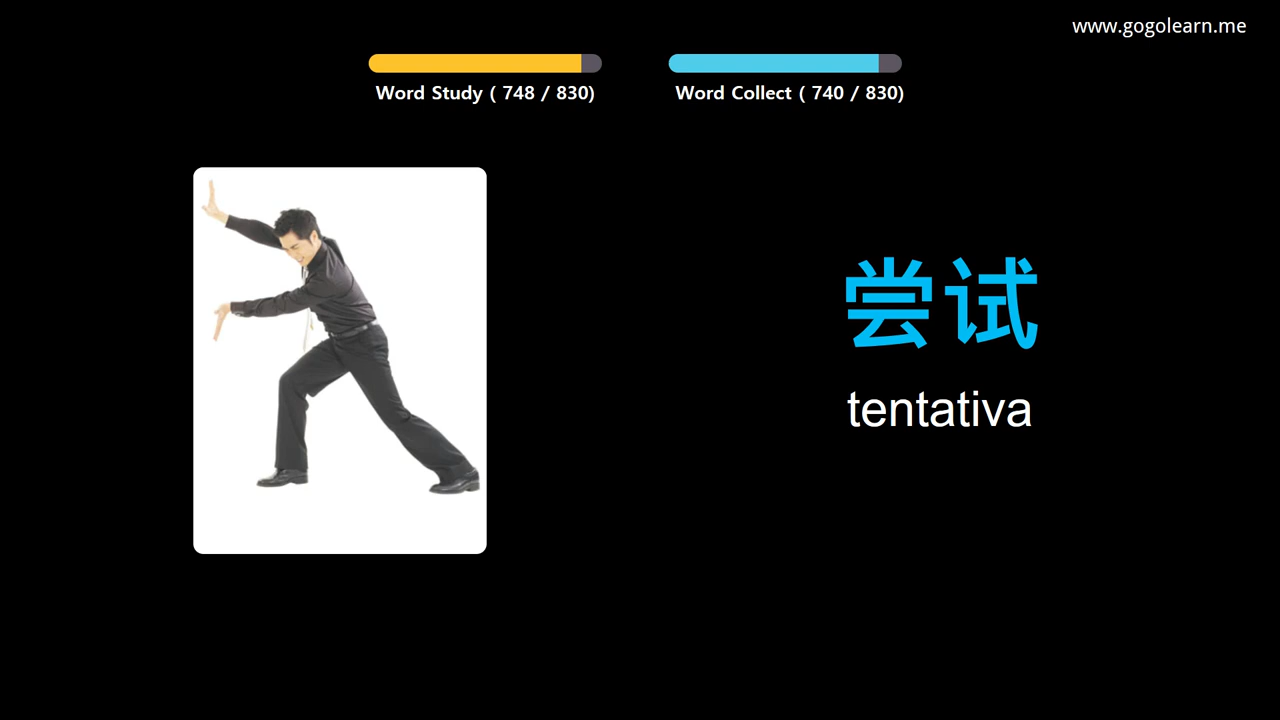 www.gogolearn.me
Word Study ( 748 / 830)
Word Collect ( 740 / 830)
尝试
tentativa